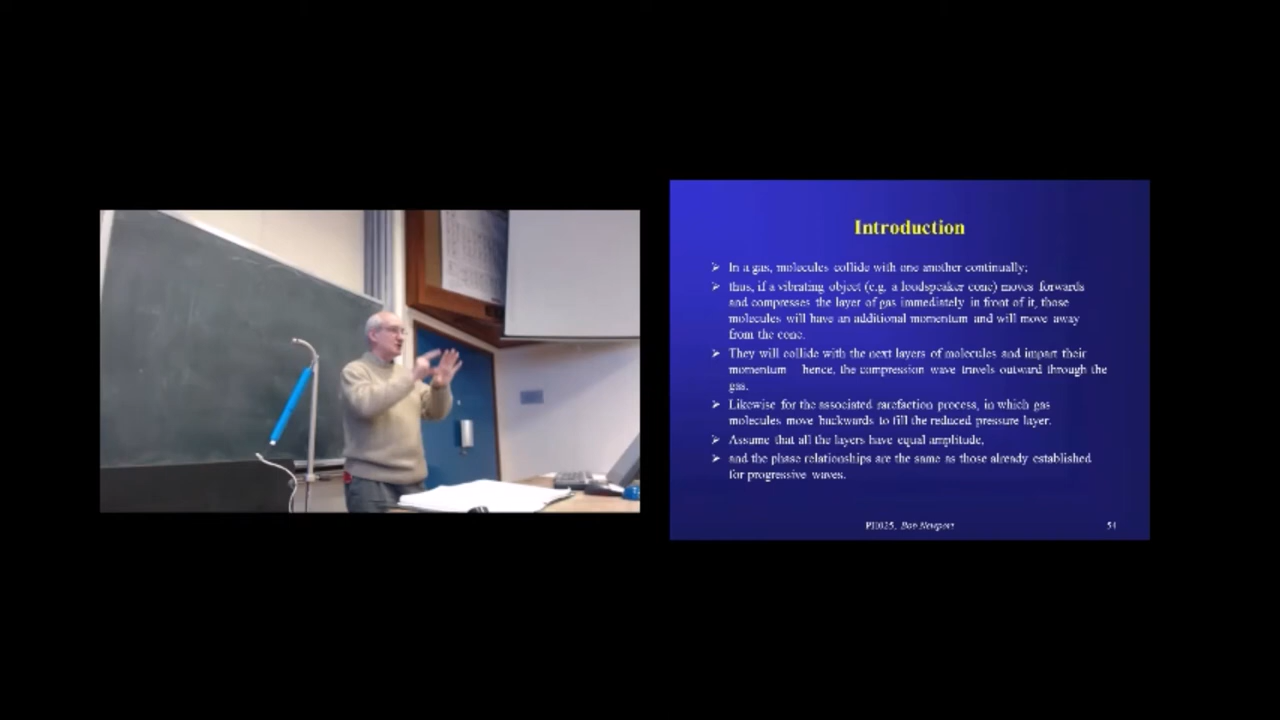 Introduction
➢ In a gas, molecules collide with one another continually;
➢ thus, if a vibrating object (e.g. a loudspeaker cone) moves forwards
and compresses the layer of gas immediately in front of it, those
molecules will have an additional momentum and will move away
from the cone.
➢ They will collide with the next layers of molecules and impart their
momentum hence, the compression wave travels outward through the
gas.
➢ Likewise for the associated rarefaction process, in which gas
molecules move backwards to fill the reduced pressure layer.
➢ Assume that all the layers have equal amplitude,
➢ and the phase relationships are the same as those already established
for progressive waves.
PH025, Bob Newport
54